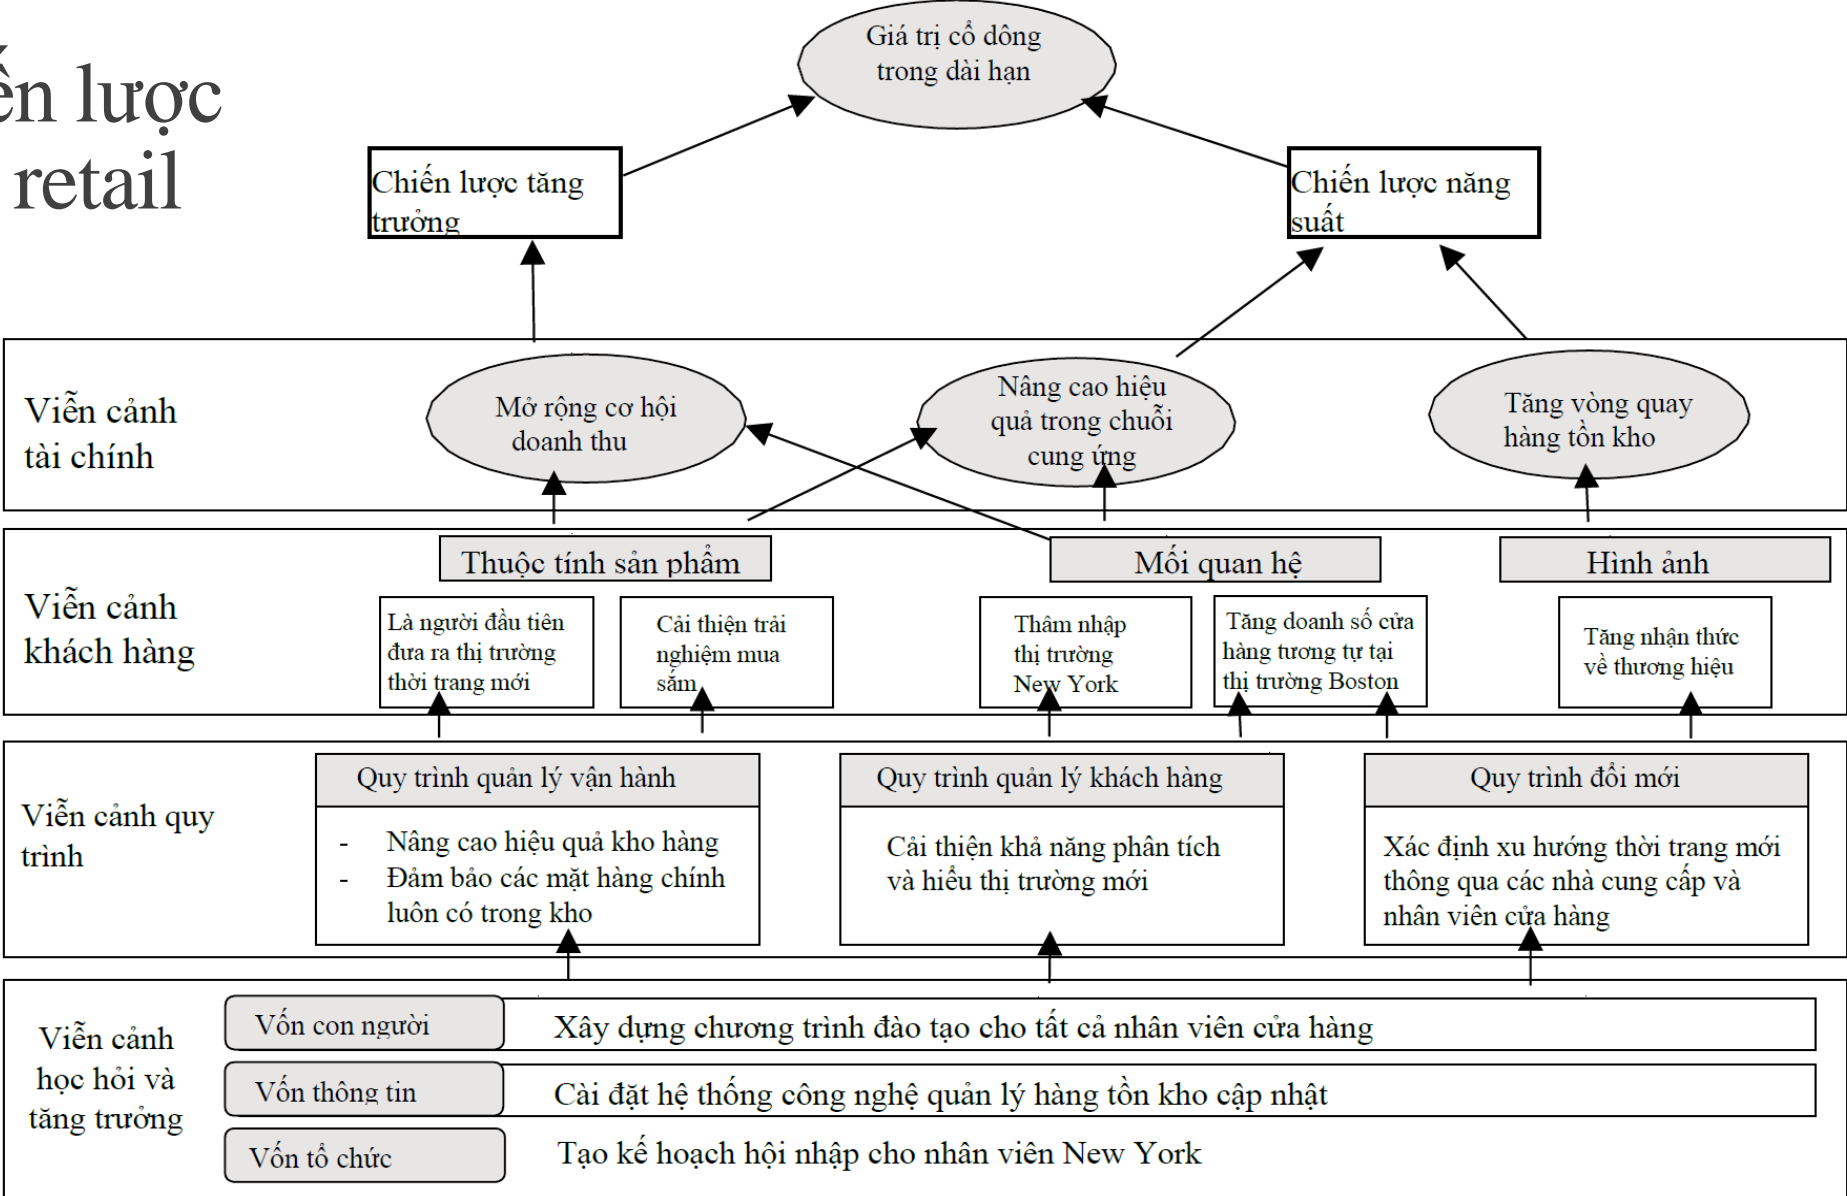 lược
retail
Giá trị cổ dông
trong dài hạn
Chiến lược tăng
trưởng
Chiến lược năng
suất
Viễn cảnh
tài chính
Mở rộng cơ hội
doanh thu
Nâng cao hiệu
quả trong chuỗi
cung ứng
Tăng vòng quay
hàng tồn kho
Viễn cảnh
khách hàng
Thuộc tính sản phẩm
Mối quan hệ
Hình ảnh
Là người đầu tiên
đưa ra thị trường
thời trang mới
Cải thiện trải
nghiệm mua
sắm
Thâm nhập
thị trường
New York
Tăng doanh số cửa
hàng tương tự tại
thị trường Boston
Tăng nhận thức
về thương hiệu
Viễn cảnh quy
trình
Quy trình quản lý vận hành
- Nâng cao hiệu quả kho hàng
- Đảm bảo các mặt hàng chính
luôn có trong kho
Quy trình quản lý khách hàng
Cải thiện khả năng phân tích
và hiểu thị trường mới
Quy trình đổi mới
Xác định xu hướng thời trang mới
thông qua các nhà cung cấp và
nhân viên cửa hàng
Viễn cảnh
học hỏi và
tăng trưởng
Vốn con người
Xây dựng chương trình đào tạo cho tất cả nhân viên cửa hàng
Vốn thông tin
Cài đặt hệ thống công nghệ quản lý hàng tồn kho cập nhật
Vốn tổ chức
Tạo kế hoạch hội nhập cho nhân viên New York